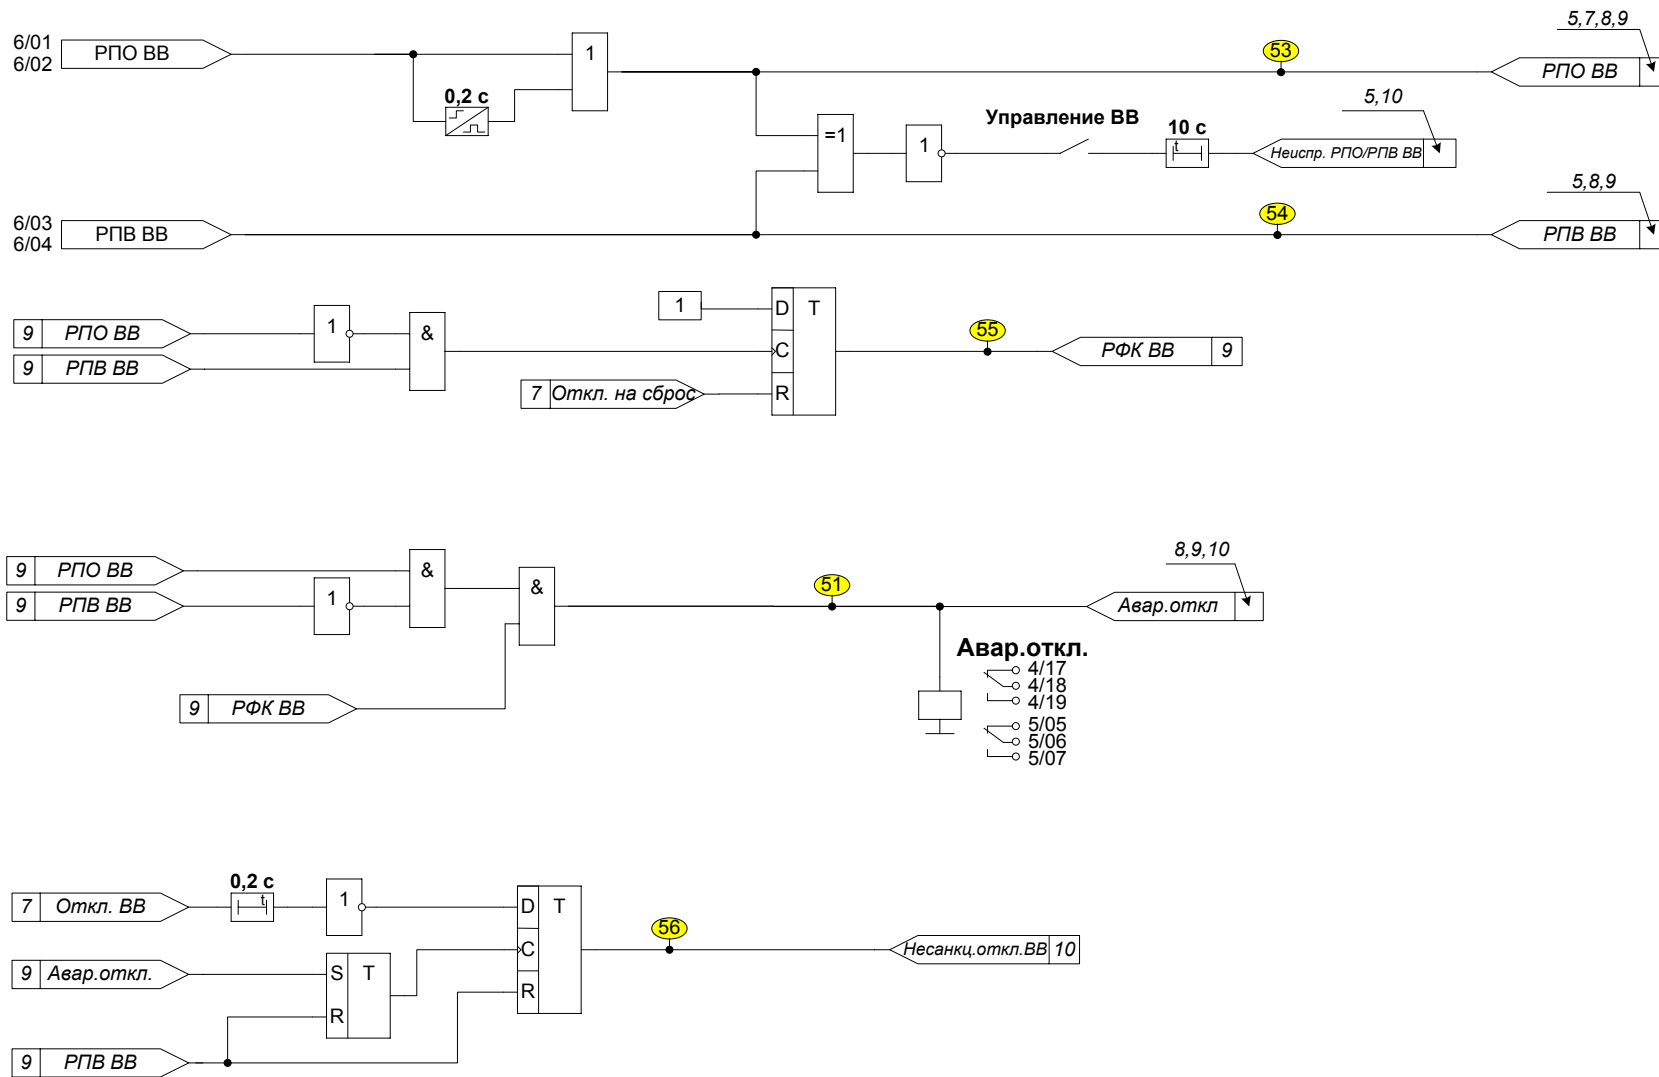 5,7,8,9
6/01
6/02
РПО ВВ
1
53
РПО ВВ
0,2 с
5,10
Управление ВВ
10 с
=1
1
t
Неиспр. РПО/РПВ ВВ
5,8,9
6/03
6/04
РПВ ВВ
54
РПВ ВВ
1
D T
C
R
9 РПО ВВ
1
&
55
РФК ВВ 9
9 РПВ ВВ
7 Откл. на сброс
8,9,10
9 РПО ВВ
&
&
51
9 РПВ ВВ
1
Авар.откл
Авар.откл.
4/17
4/18
4/19
5/05
5/06
5/07
9 РФК ВВ
0,2 с
7 Откл. ВВ
t
1
D T
C
R
56
Несанкц.откл.ВВ 10
9 Авар.откл.
S T
R
9 РПВ ВВ